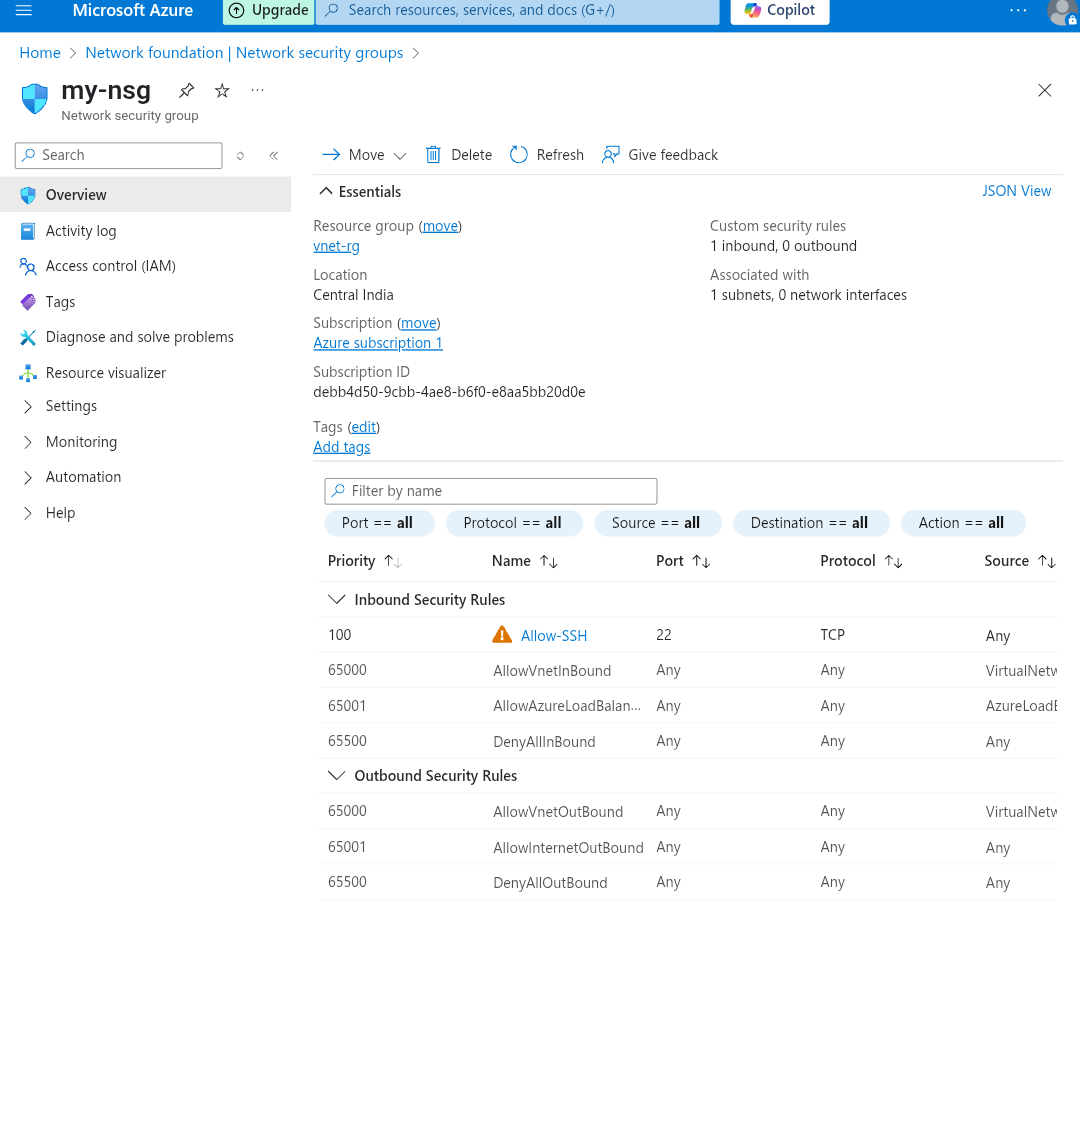 Microsoft Azure
Upgrade
Search resources, services, and docs (G+/)
Copilot
Home > Network foundation | Network security groups >
my-nsg
Network security group
Search
Overview
Activity log
Access control (IAM)
Tags
Diagnose and solve problems
Resource visualizer
Settings
Monitoring
Automation
Help
Move Delete Refresh Give feedback
Essentials JSON View
Resource group (move)
vnet-rg
Location
Central India
Subscription (move)
Azure subscription 1
Subscription ID
debb4d50-9cbb-4ae8-b6f0-e8aa5bb20d0e
Custom security rules
1 inbound, 0 outbound
Associated with
1 subnets, 0 network interfaces
Tags (edit)
Add tags
Filter by name
Port == all Protocol == all Source == all Destination == all Action == all
Priority Name Port Protocol Source
Inbound Security Rules
100 Allow-SSH 22 TCP Any
65000 AllowVnetInBound Any Any VirtualNetw
65001 AllowAzureLoadBalan... Any Any AzureLoadB
65500 DenyAllInBound Any Any Any
Outbound Security Rules
65000 AllowVnetOutBound Any Any VirtualNetw
65001 AllowInternetOutBound Any Any Any
65500 DenyAllOutBound Any Any Any